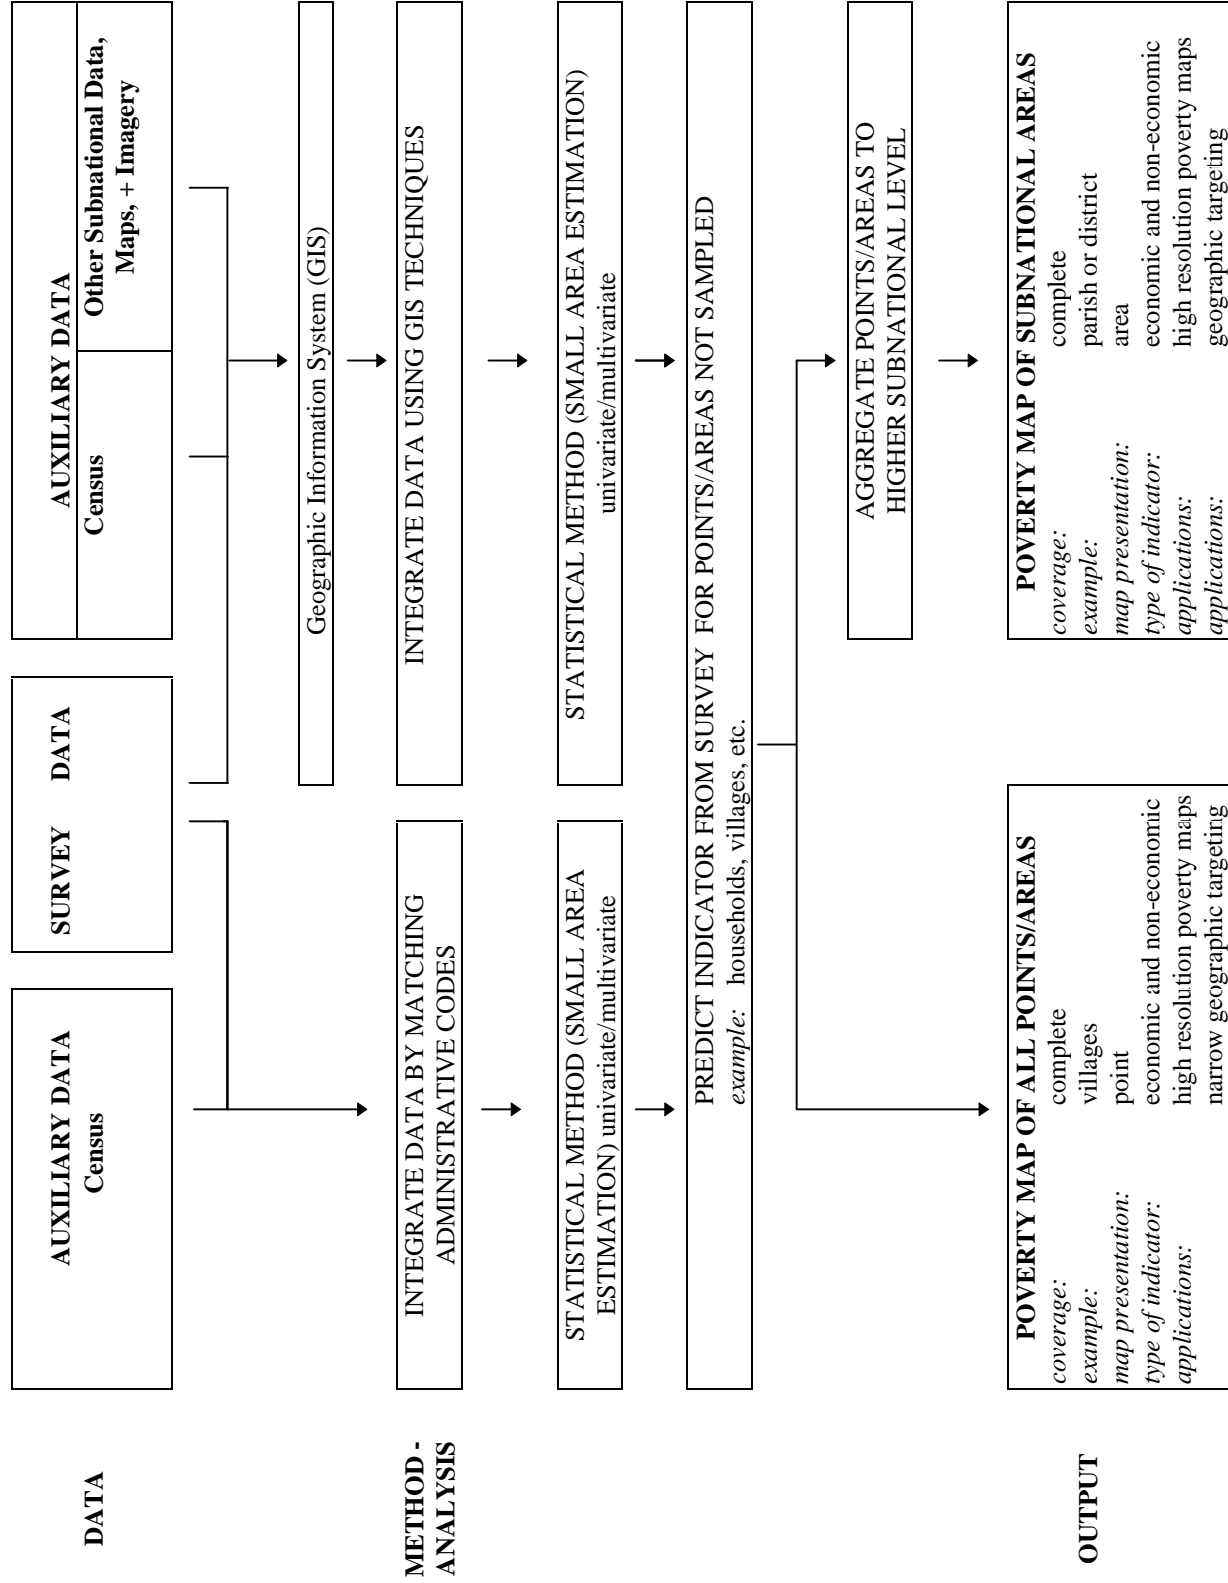 DATA
AUXILIARY DATA
Census
SURVEY DATA
AUXILIARY DATA
Census
Other Subnational Data,
Maps, + Imagery
Geographic Information System (GIS)
METHOD -
ANALYSIS
INTEGRATE DATA BY MATCHING
ADMINISTRATIVE CODES
INTEGRATE DATA USING GIS TECHNIQUES
STATISTICAL METHOD (SMALL AREA
ESTIMATION) univariate/multivariate
STATISTICAL METHOD (SMALL AREA ESTIMATION)
univariate/multivariate
PREDICT INDICATOR FROM SURVEY FOR POINTS/AREAS NOT SAMPLED
example: households, villages, etc.
AGGREGATE POINTS/AREAS TO
HIGHER SUBNATIONAL LEVEL
OUTPUT
POVERTY MAP OF ALL POINTS/AREAS
coverage: complete
example: villages
map presentation: point
type of indicator: economic and non-economic
applications: high resolution poverty maps
narrow geographic targeting
POVERTY MAP OF SUBNATIONAL AREAS
coverage: complete
example: parish or district
map presentation: area
type of indicator: economic and non-economic
applications: high resolution poverty maps
applications: geographic targeting